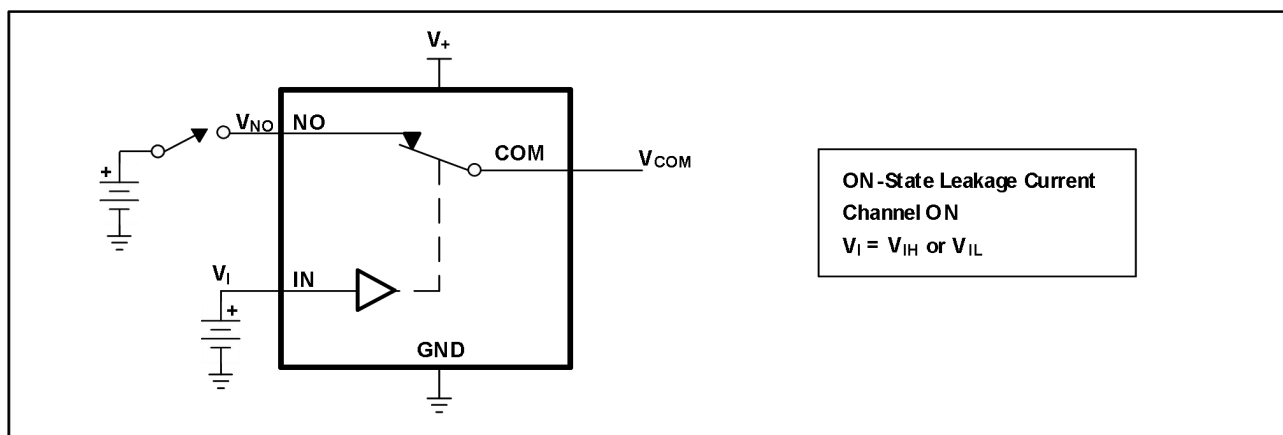 V+
VNO NO
+
COM
VCOM
VI
IN
+
GND
ON-State Leakage Current
Channel ON
VI = VIH or VIL